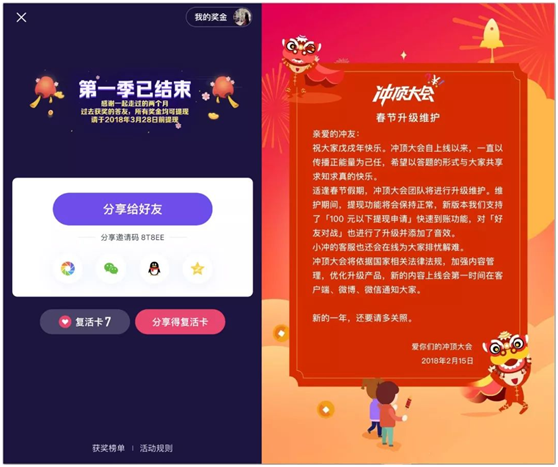 我的奖金
第一季已结束
感谢一起走过的两个月
过去获奖的答友，所有奖金均可提现
请于2018年3月28日前提现
分享给好友
分享邀请码 8T8EE
复活卡 7
分享得复活卡
获奖榜单 | 活动规则
冲顶大会
春节升级维护
亲爱的冲友：
祝大家戊戌年快乐。冲顶大会自上线以来，一直以
传播正能量为己任，希望以答题的形式与大家共享
求知求真的快乐。
适逢春节假期，冲顶大会团队将进行升级维护。维
护期间，提现功能将会保持正常，新版本我们支持
了「100 元以下提现申请」快速到账功能，对「好
友对战」也进行了升级并添加了音效。
小冲的客服也还会在线为大家排忧解难。
冲顶大会将依据国家相关法律法规，加强内容管
理，优化升级产品，新的内容上线会第一时间在客
户端、微博、微信通知大家。
新的一年，还要请多关照。
爱你们的冲顶大会
2018年2月15日